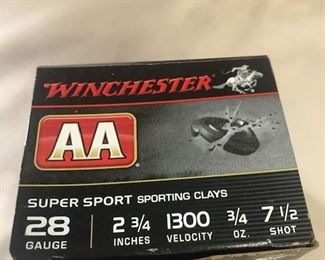 WINCHESTER
AA
SUPER SPORT SPORTING CLAYS
28 2 3/4 1300 3/4 7 1/2
GAUGE INCHES VELOCITY OZ. SHOT